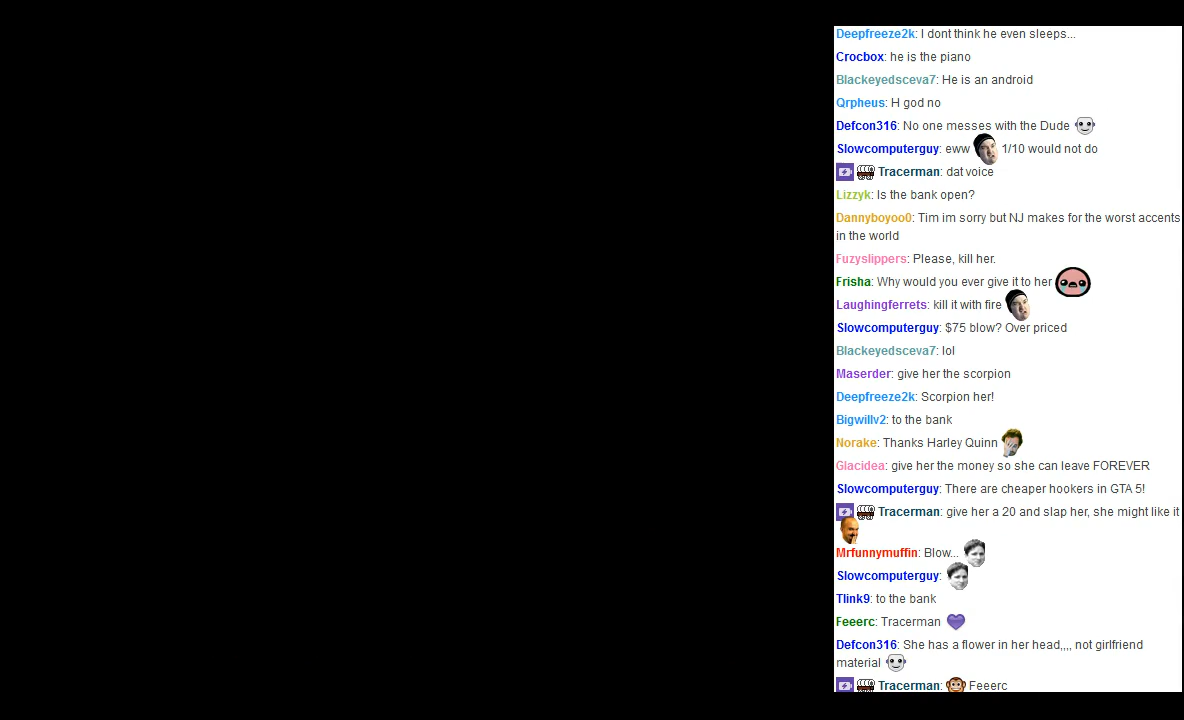 Deepfreeze2k: I dont think he even sleeps...
Crocbox: he is the piano
Blackeyedsceva7: He is an android
Qrpheus: H god no
Defcon316: No one messes with the Dude
Slowcomputerguy: eww 1/10 would not do
Tracerman: dat voice
Lizzyk: Is the bank open?
Dannyboyoo0: Tim im sorry but NJ makes for the worst accents
in the world
Fuzyslippers: Please, kill her.
Frisha: Why would you ever give it to her
Laughingferrets: kill it with fire
Slowcomputerguy: $75 blow? Over priced
Blackeyedsceva7: lol
Maserder: give her the scorpion
Deepfreeze2k: Scorpion her!
Bigwillv2: to the bank
Norake: Thanks Harley Quinn
Glacidea: give her the money so she can leave FOREVER
Slowcomputerguy: There are cheaper hookers in GTA 5!
Tracerman: give her a 20 and slap her, she might like it
Mrfunnymuffin: Blow...
Slowcomputerguy:
Tlink9: to the bank
Feeerc: Tracerman
Defcon316: She has a flower in her head,,,, not girlfriend
material
Tracerman: Feeerc